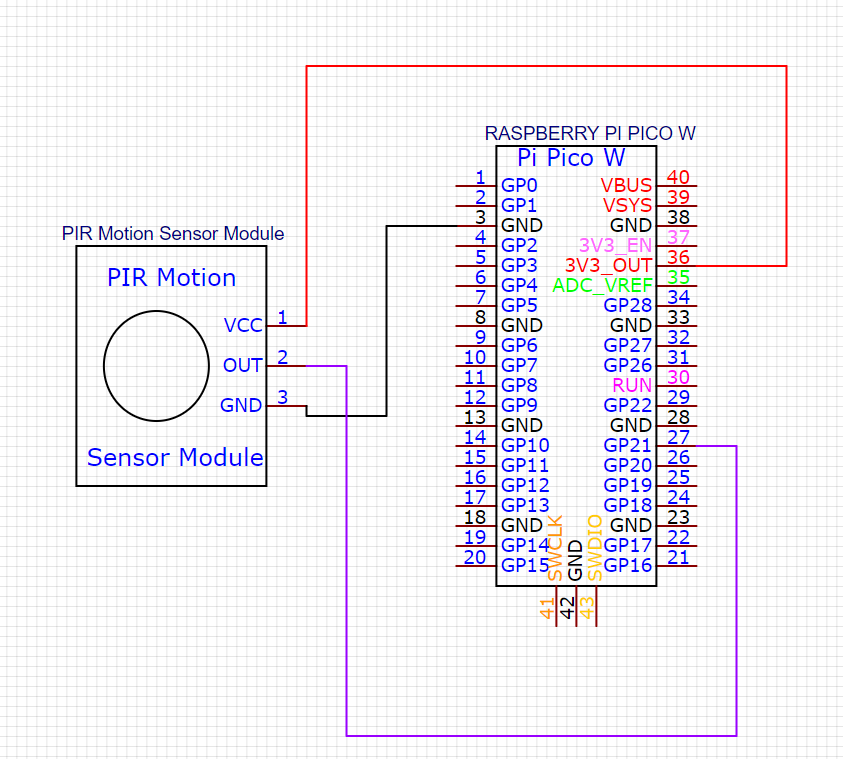 RASPBERRY PI PICO W
Pi Pico W
1 GP0 VBUS 40
2 GP1 VSYS 39
3 GND GND 38
4 GP2 3V3_EN 37
5 GP3 3V3_OUT 36
6 GP4 ADC_VREF 35
7 GP5 GP28 34
8 GND GND 33
9 GP6 GP27 32
10 GP7 GP26 31
11 GP8 RUN 30
12 GP9 GP22 29
13 GND GND 28
14 GP10 GP21 27
15 GP11 GP20 26
16 GP12 GP19 25
17 GP13 GP18 24
18 GND GND 23
19 GP14 GP17 22
20 GP15 GP16 21
SWCLK 41
GND 42
SWDIO 43
PIR Motion Sensor Module
PIR Motion
VCC 1
OUT 2
GND 3
Sensor Module